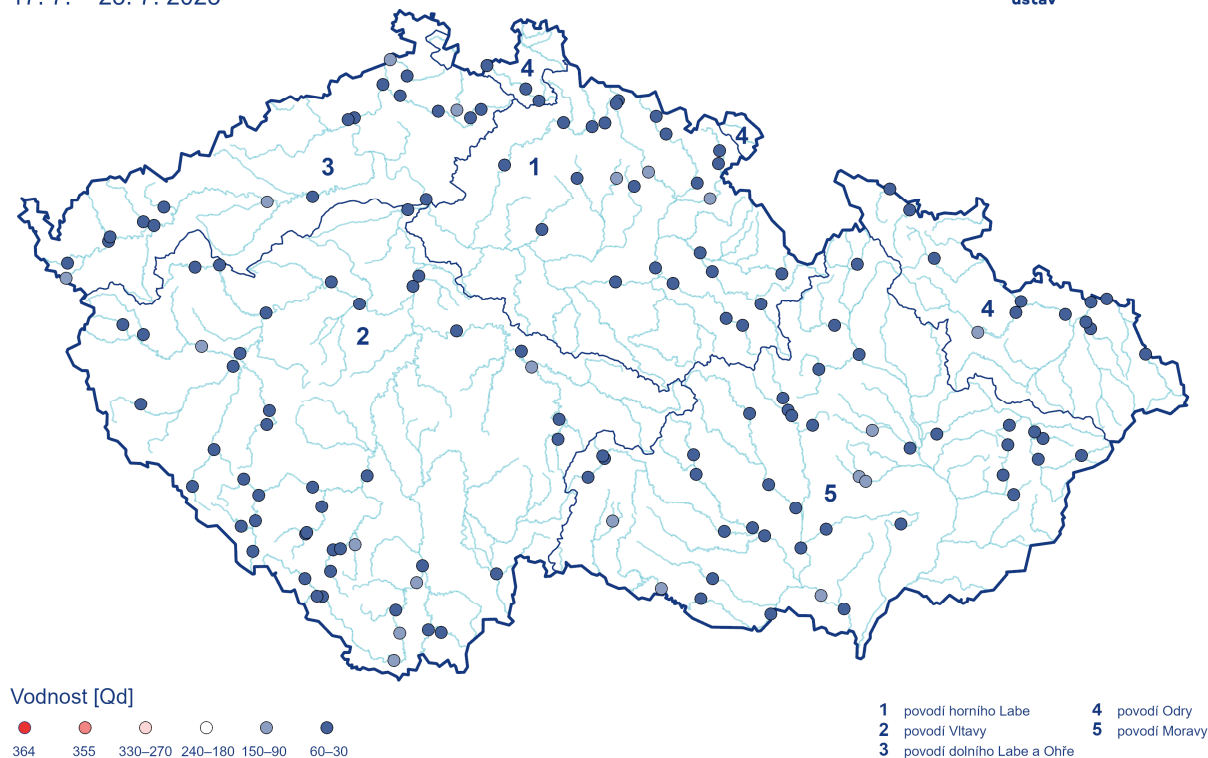 ústav
4
4
1
3
4
2
5
Vodnost [Qd]
364 355 330–270 240–180 150–90 60–30
1 povodí horního Labe
2 povodí Vltavy
3 povodí dolního Labe a Ohře
4 povodí Odry
5 povodí Moravy